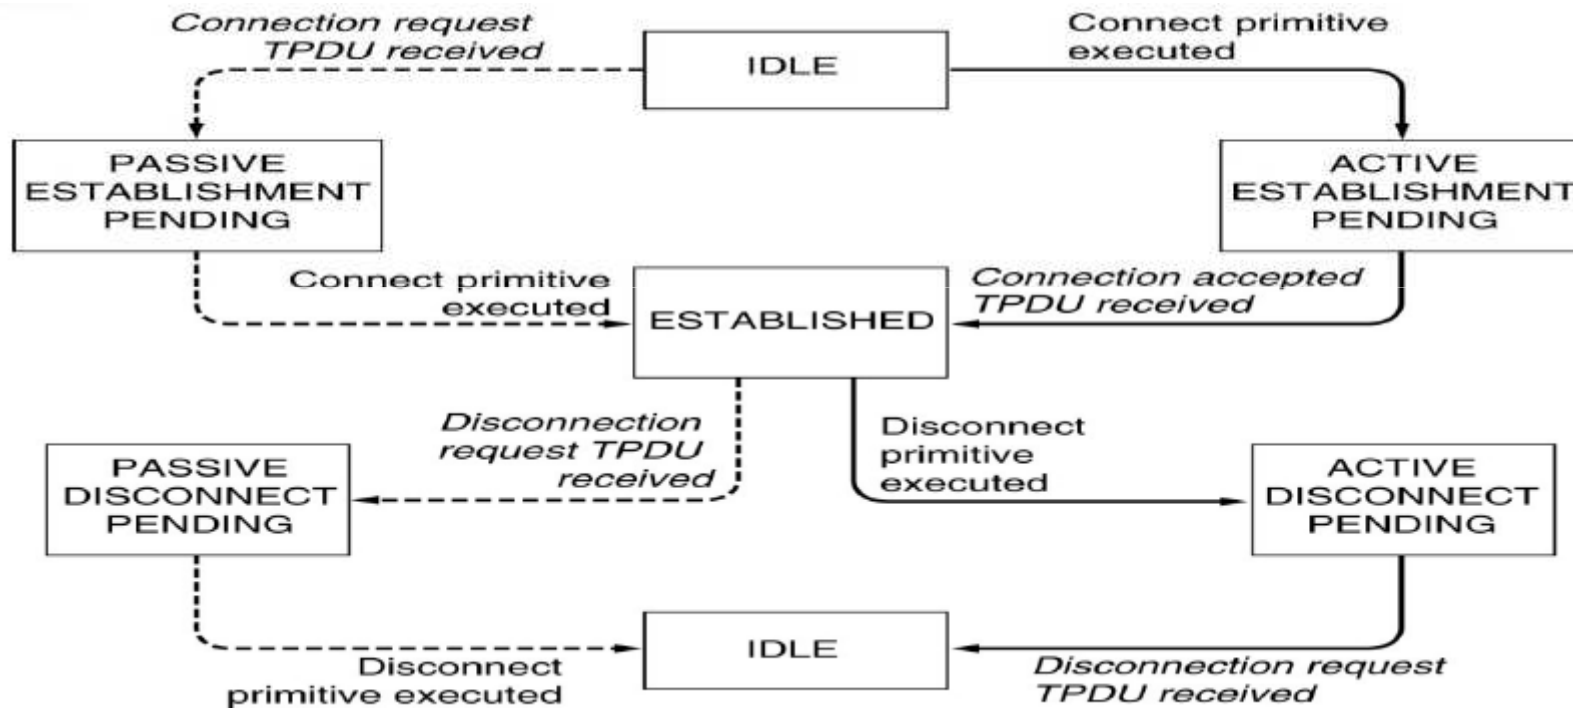 Connection request
TPDU received
IDLE
Connect primitive
executed
PASSIVE
ESTABLISHMENT
PENDING
ACTIVE
ESTABLISHMENT
PENDING
Connect primitive
executed
ESTABLISHED
Connection accepted
TPDU received
Disconnection
request TPDU
received
Disconnect
primitive
executed
PASSIVE
DISCONNECT
PENDING
ACTIVE
DISCONNECT
PENDING
Disconnect
primitive executed
IDLE
Disconnection request
TPDU received